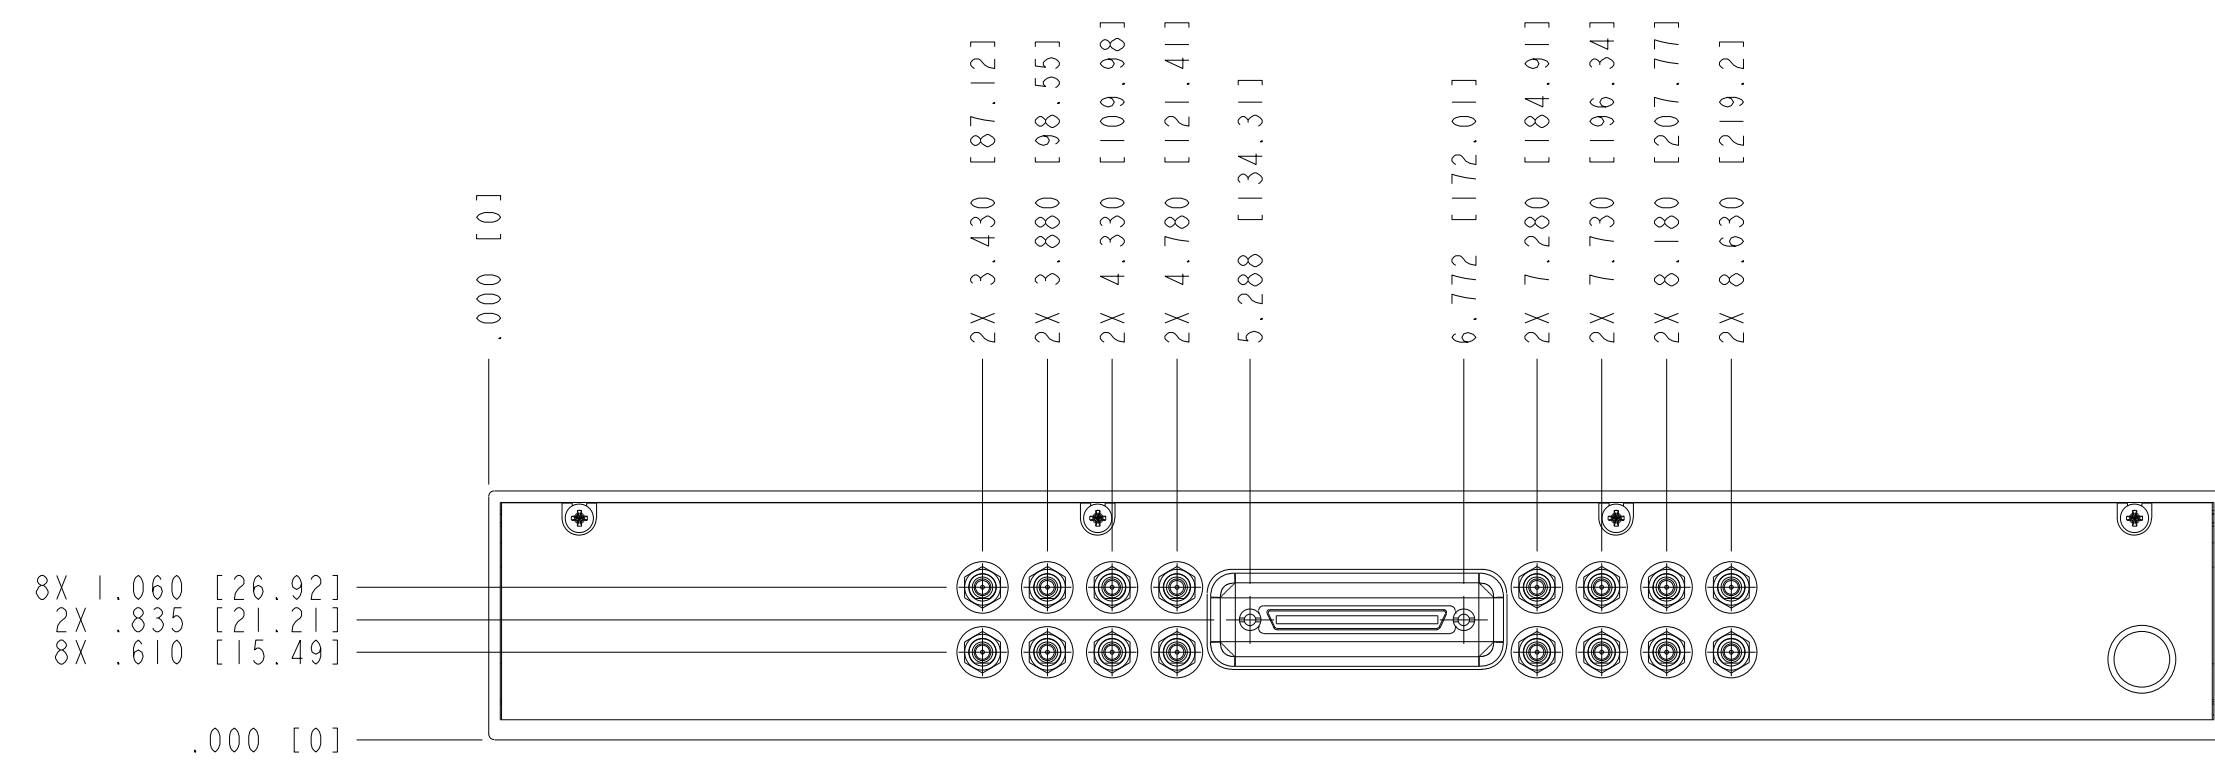 .000 [0]
2X 3.430 [87.12]
2X 3.880 [98.55]
2X 4.330 [109.98]
2X 4.780 [121.41]
5.288 [134.31]
6.772 [172.01]
2X 7.280 [184.91]
2X 7.730 [196.34]
2X 8.180 [207.77]
2X 8.630 [219.2]
8X 1.060 [26.92]
2X .835 [21.21]
8X .610 [15.49]
.000 [0]